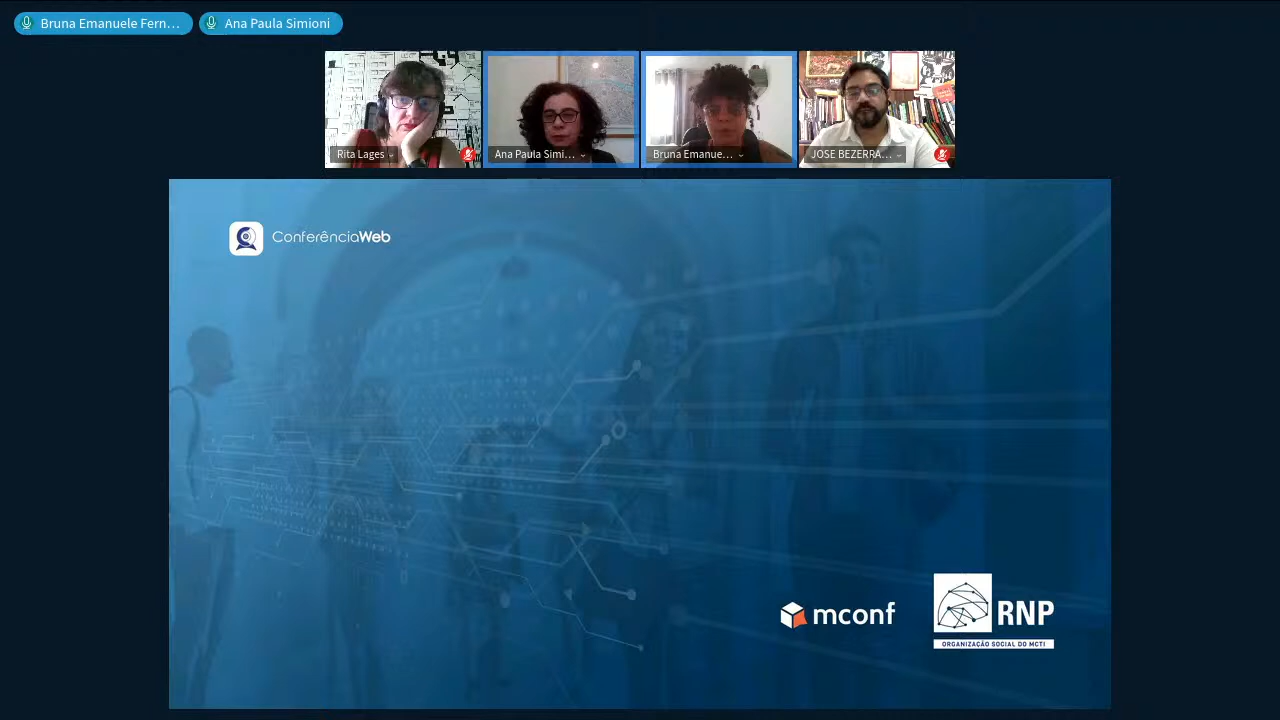 Bruna Emanuele Fern...
Ana Paula Simioni
Rita Lages
Ana Paula Simi...
Bruna Emanue...
JOSE BEZERRA...
ConferênciaWeb
mconf
RNP
ORGANIZAÇÃO SOCIAL DO MCTI